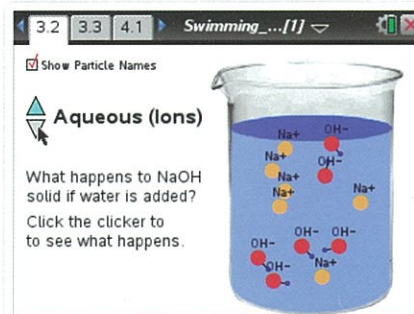 3.2 3.3 4.1 Swimming_...[1]
Show Particle Names
Aqueous (Ions)
What happens to NaOH
solid if water is added?
Click the clicker to
to see what happens.
Na+ OH-
Na+ OH-
Na+
Na+ Na+
OH- OH-
OH-
OH- Na+